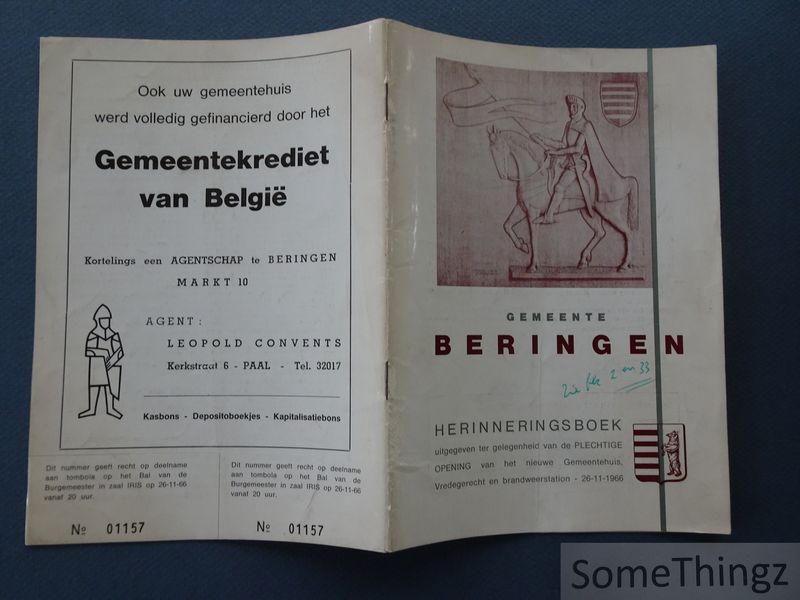 Ook uw gemeentehuis
werd volledig gefinancierd door het
Gemeentekrediet
van België
Kortelings een AGENTSCHAP te BERINGEN
MARKT 10
AGENT :
LEOPOLD CONVENTS
Kerkstraat 6 - PAAL - Tel. 32017
Kasbons - Depositoboekjes - Kapitalisatiebons
Dit nummer geeft recht op deelname
aan tombola op het Bal van de
Burgemeester in zaal IRIS op 26-11-66
vanaf 20 uur.
№ 01157
Dit nummer geeft recht op deelname
aan tombola op het Bal van de
Burgemeester in zaal IRIS op 26-11-66
vanaf 20 uur.
№ 01157
GEMEENTE
BERINGEN
2 en 33
HERINNERINGSBOEK
uitgegeven ter gelegenheid van de PLECHTIGE
OPENING van het nieuwe Gemeentehuis,
Vredegerecht en brandweerstation - 26-11-1966
SomeThingz